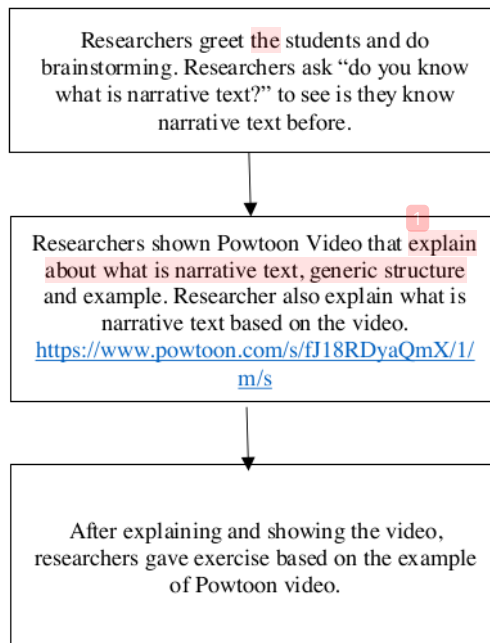 Researchers greet the students and do
brainstorming. Researchers ask “do you know
what is narrative text?” to see is they know
narrative text before.
1
Researchers shown Powtoon Video that explain
about what is narrative text, generic structure
and example. Researcher also explain what is
narrative text based on the video.
https://www.powtoon.com/s/fJ18RDyaQmX/1/
m/s
After explaining and showing the video,
researchers gave exercise based on the example
of Powtoon video.